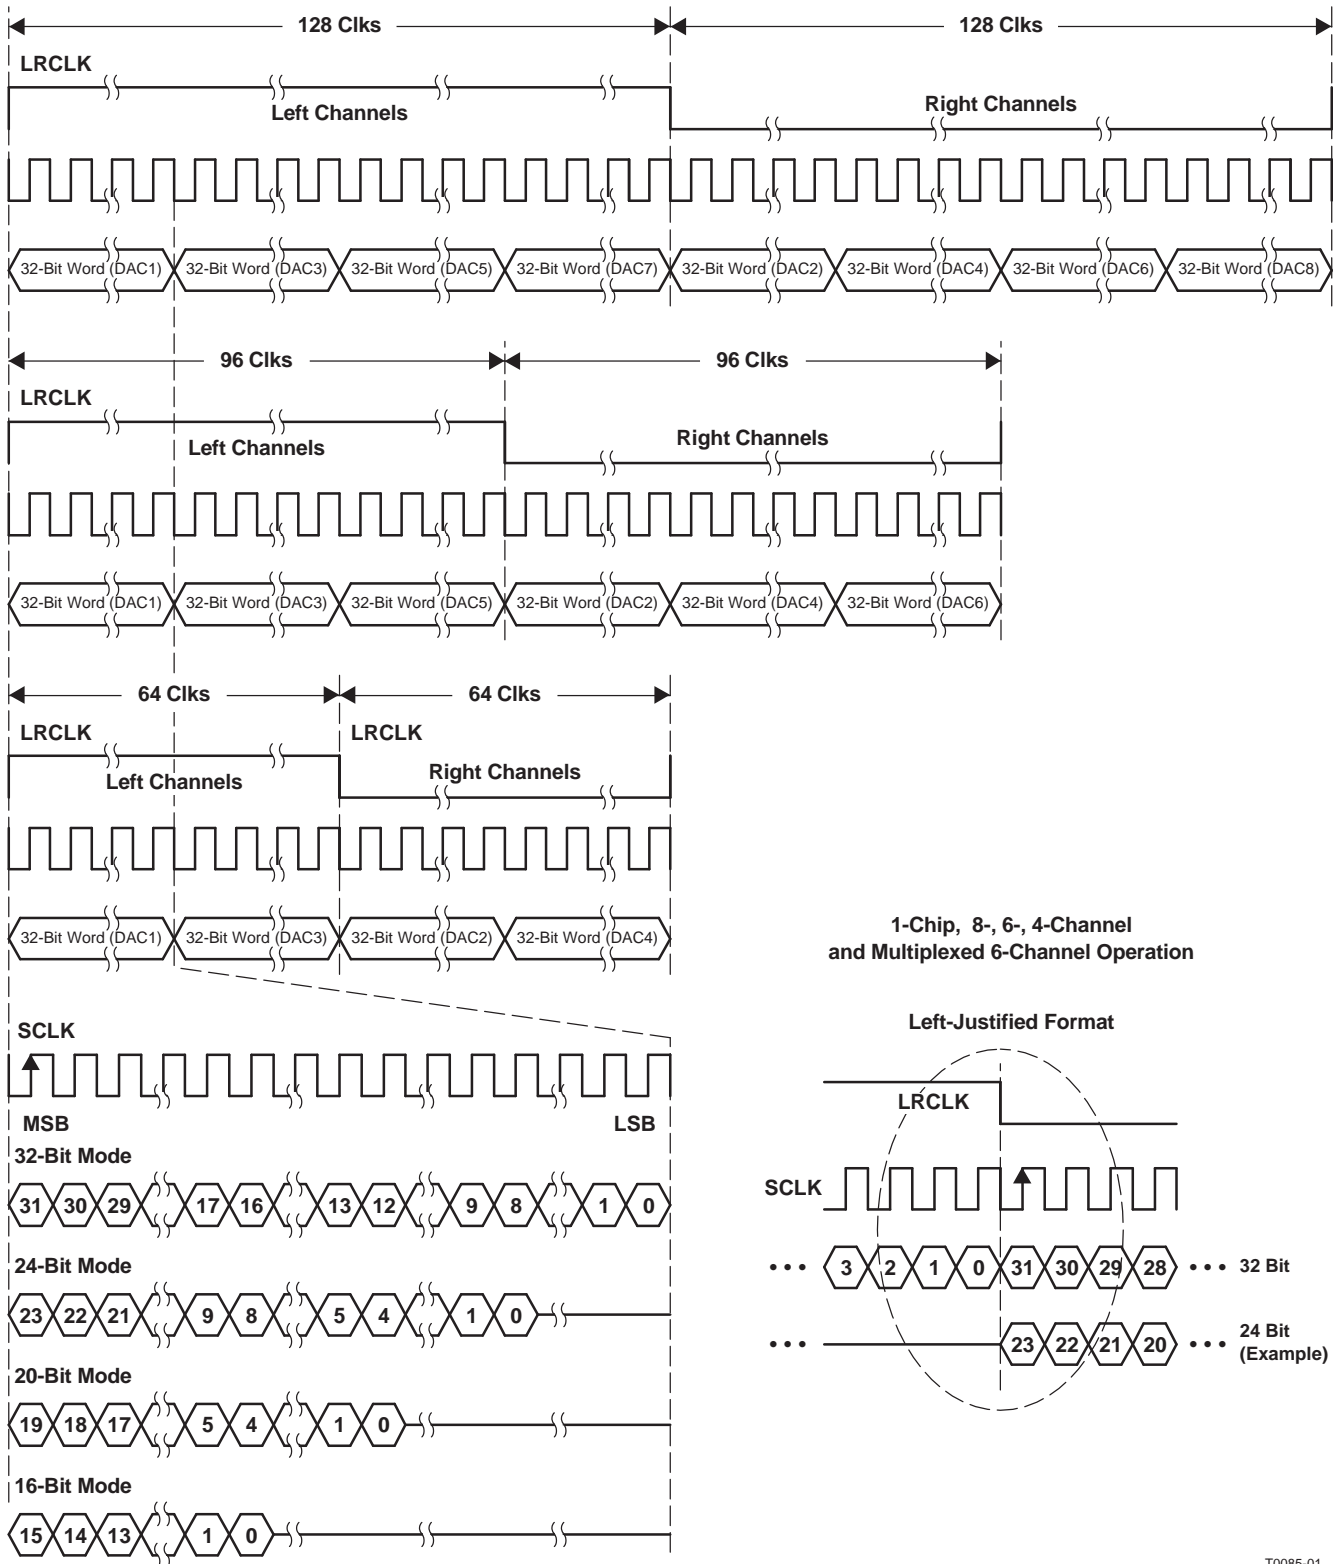 128 Clks 128 Clks
LRCLK
Left Channels Right Channels
32-Bit Word (DAC1) 32-Bit Word (DAC3) 32-Bit Word (DAC5) 32-Bit Word (DAC7) 32-Bit Word (DAC2) 32-Bit Word (DAC4) 32-Bit Word (DAC6) 32-Bit Word (DAC8)
96 Clks 96 Clks
LRCLK
Left Channels Right Channels
32-Bit Word (DAC1) 32-Bit Word (DAC3) 32-Bit Word (DAC5) 32-Bit Word (DAC2) 32-Bit Word (DAC4) 32-Bit Word (DAC6)
64 Clks 64 Clks
LRCLK LRCLK
Left Channels Right Channels
32-Bit Word (DAC1) 32-Bit Word (DAC3) 32-Bit Word (DAC2) 32-Bit Word (DAC4)
SCLK
MSB LSB
32-Bit Mode
31 30 29 17 16 13 12 9 8 1 0
24-Bit Mode
23 22 21 9 8 5 4 1 0
20-Bit Mode
19 18 17 5 4 1 0
16-Bit Mode
15 14 13 1 0
1-Chip, 8-, 6-, 4-Channel
and Multiplexed 6-Channel Operation
Left-Justified Format
LRCLK
SCLK
••• 3 2 1 0 31 30 29 28 ••• 32 Bit
••• 23 22 21 20 ••• 24 Bit
(Example)
T0085-01